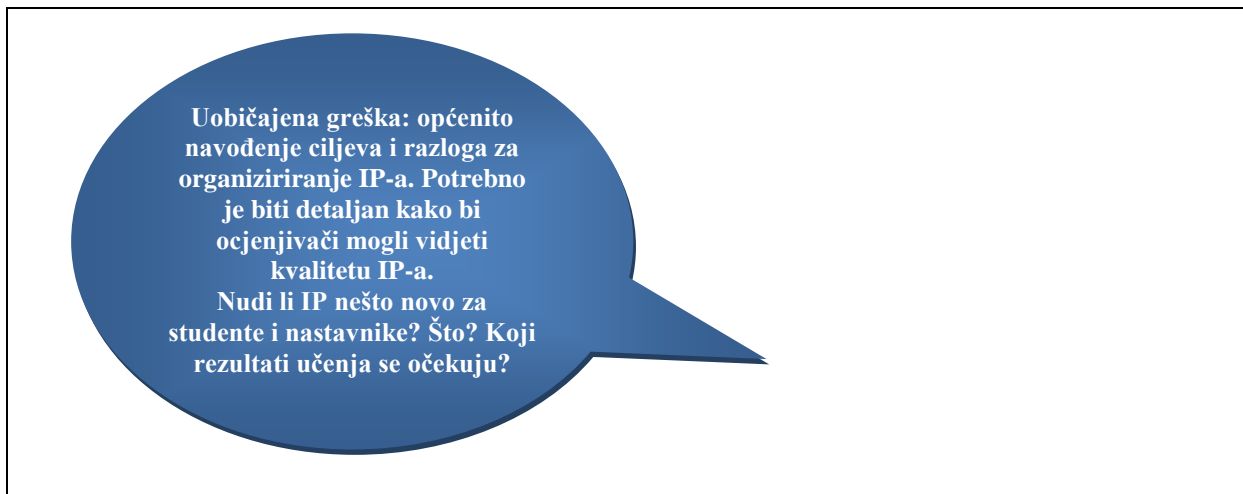 Uobičajena greška: općenito
navođenje ciljeva i razloga za
organiziriranje IP-a. Potrebno
je biti detaljan kako bi
ocjenjivači mogli vidjeti
kvalitetu IP-a.
Nudi li IP nešto novo za
studente i nastavnike? Što? Koji
rezultati učenja se očekuju?